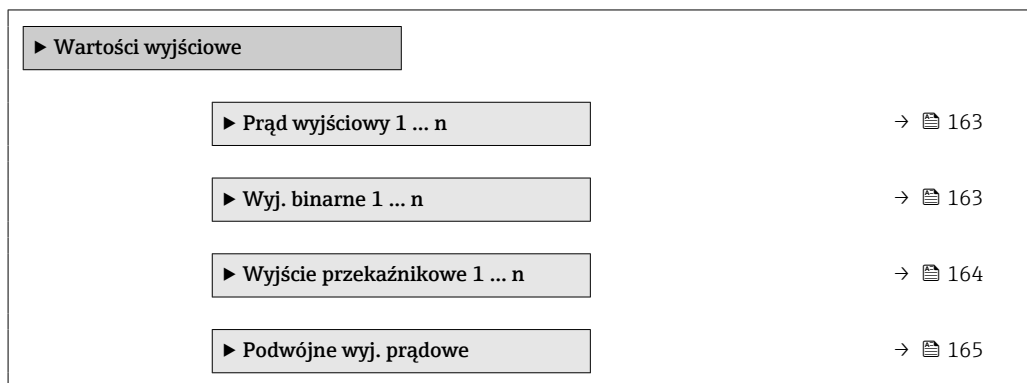 ▶ Wartości wyjściowe
▶ Prąd wyjściowy 1 ... n → 163
▶ Wyj. binarne 1 ... n → 163
▶ Wyjście przekaźnikowe 1 ... n → 164
▶ Podwójne wyj. prądowe → 165